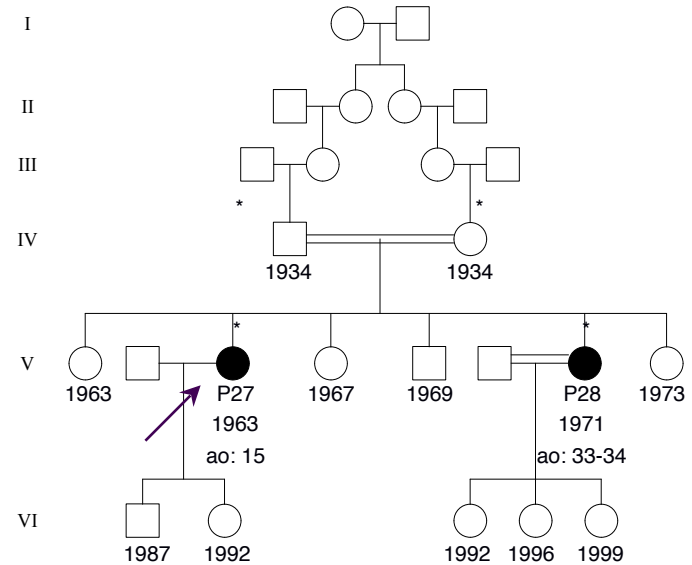 I
II
III
* *
IV
1934 1934
* *
V
1963 P27 1967 1969 P28 1973
1963 1971
ao: 15 ao: 33-34
VI
1987 1992 1992 1996 1999